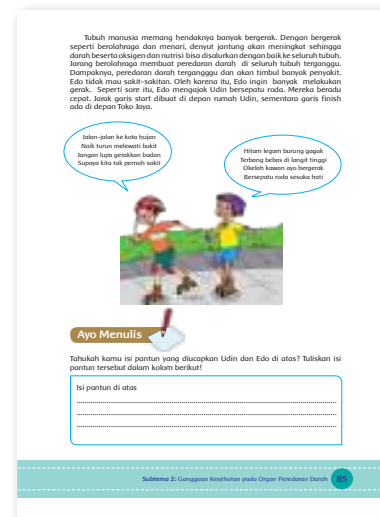 Tubuh manusia memang hendaknya banyak bergerak. Dengan bergerak
seperti berolahraga dan menari, denyut jantung akan meningkat sehingga
darah beserta oksigen dan nutrisi bisa disalurkan dengan baik ke seluruh tubuh.
Jarang berolahraga membuat peredaran darah di seluruh tubuh terganggu.
Dampaknya, peredaran darah tergangggu dan akan timbul banyak penyakit.
Edo tidak mau sakit-sakitan. Oleh karena itu, Edo ingin banyak melakukan
gerak. Seperti sore itu, Edo mengajak Udin bersepatu roda. Mereka beradu
cepat. Jarak garis start dibuat di depan rumah Udin, sementara garis finish
ada di depan Toko Jaya.
Jalan-jalan ke kota hujan
Naik turun melewati bukit
Jangan lupa gerakkan badan
Supaya kita tak pernah sakit
Hitam legam burung gagak
Terbang bebas di langit tinggi
Okelah kawan ayo bergerak
Bersepatu roda sesuka hati
Ayo Menulis
Tahukah kamu isi pantun yang diucapkan Udin dan Edo di atas? Tuliskan isi
pantun tersebut dalam kolom berikut!
Isi pantun di atas
Subtema 2: Gangguan Kesehatan pada Organ Peredaran Darah 85